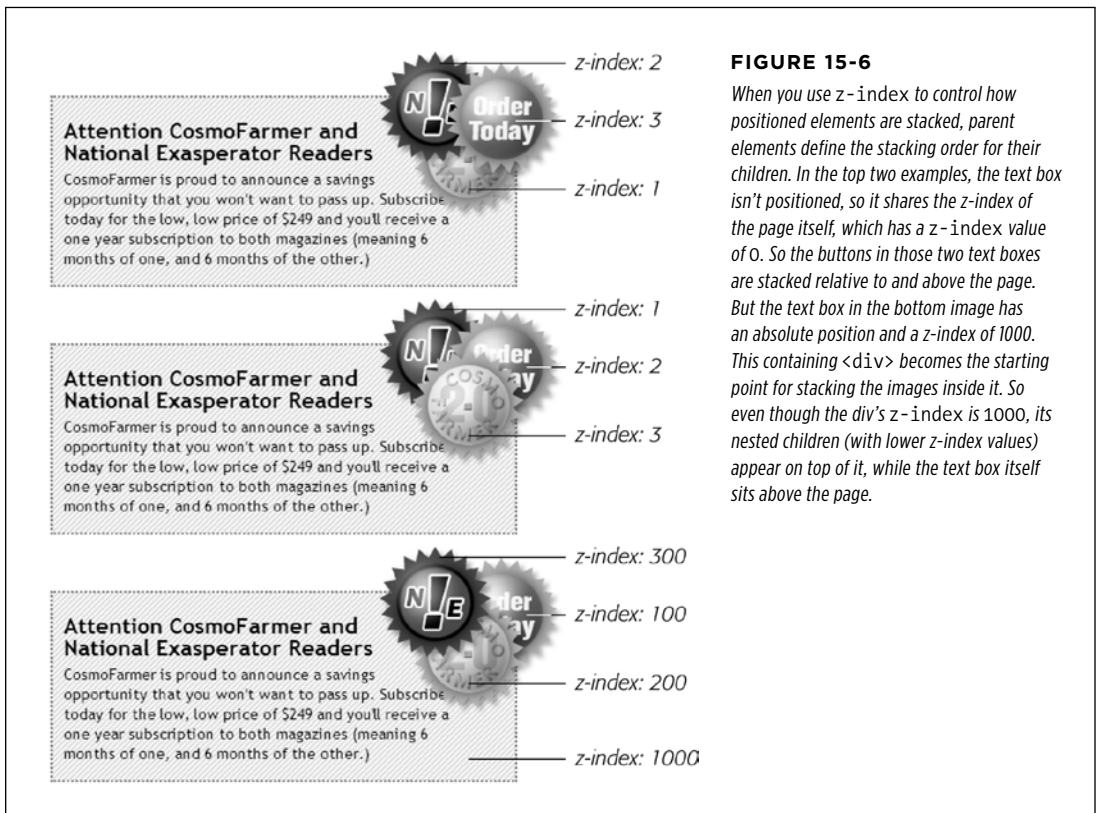 z-index: 2
N!E
Order
Today
z-index: 3
Attention CosmoFarmer and
National Exasperator Readers
CosmoFarmer is proud to announce a savings
opportunity that you won't want to pass up. Subscribe
today for the low, low price of $249 and you'll receive a
one year subscription to both magazines (meaning 6
months of one, and 6 months of the other.)
z-index: 1
z-index: 1
N!
z-index: 2
COSMO
2.0
FARMER
z-index: 3
Attention CosmoFarmer and
National Exasperator Readers
CosmoFarmer is proud to announce a savings
opportunity that you won't want to pass up. Subscribe
today for the low, low price of $249 and you'll receive a
one year subscription to both magazines (meaning 6
months of one, and 6 months of the other.)
z-index: 300
N!E
z-index: 100
z-index: 200
Attention CosmoFarmer and
National Exasperator Readers
CosmoFarmer is proud to announce a savings
opportunity that you won't want to pass up. Subscribe
today for the low, low price of $249 and you'll receive a
one year subscription to both magazines (meaning 6
months of one, and 6 months of the other.)
z-index: 1000
FIGURE 15-6
When you use z-index to control how
positioned elements are stacked, parent
elements define the stacking order for their
children. In the top two examples, the text box
isn't positioned, so it shares the z-index of
the page itself, which has a z-index value
of 0. So the buttons in those two text boxes
are stacked relative to and above the page.
But the text box in the bottom image has
an absolute position and a z-index of 1000.
This containing <div> becomes the starting
point for stacking the images inside it. So
even though the div's z-index is 1000, its
nested children (with lower z-index values)
appear on top of it, while the text box itself
sits above the page.